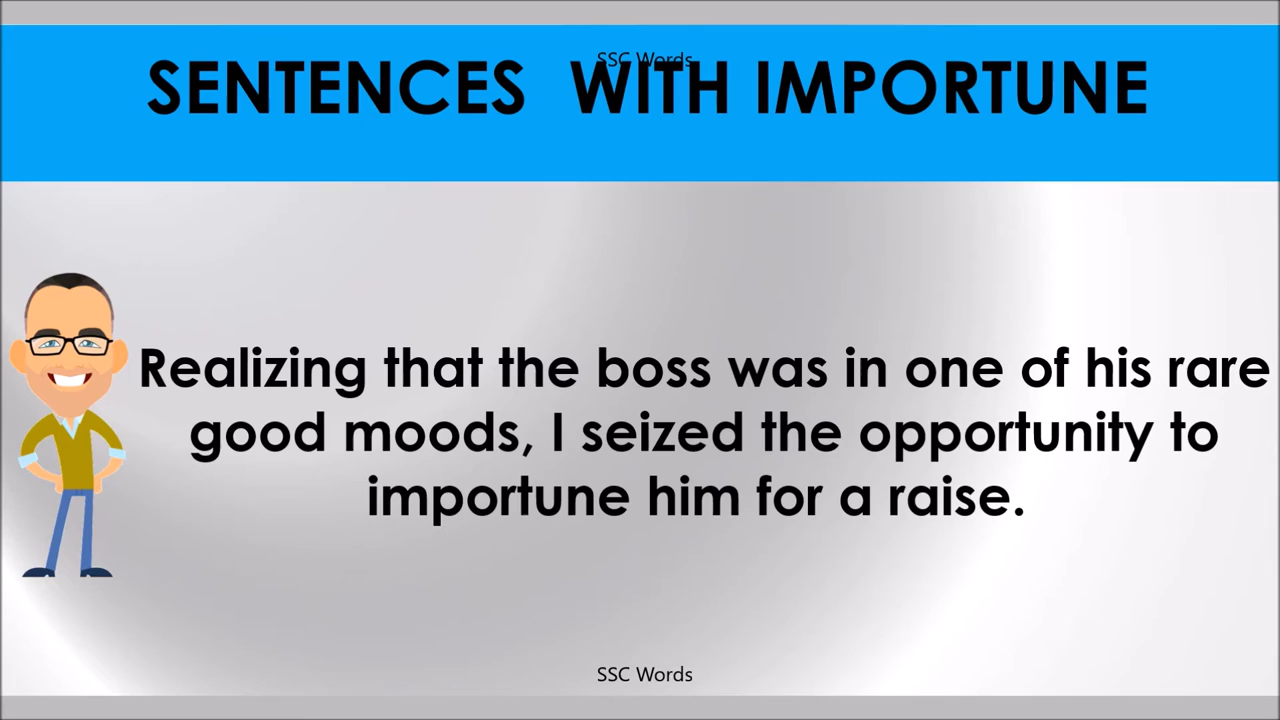 SSC Words
SENTENCES WITH IMPORTUNE
Realizing that the boss was in one of his rare
good moods, I seized the opportunity to
importune him for a raise.
SSC Words